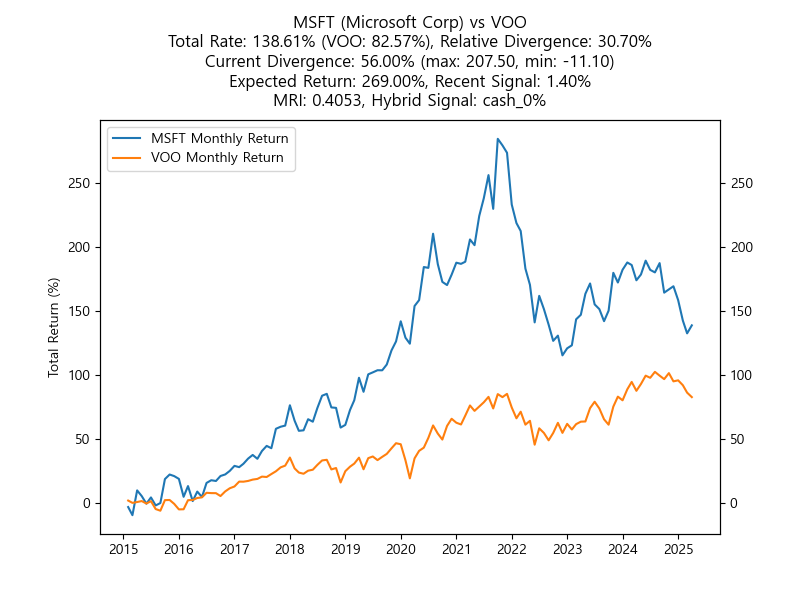 MSFT (Microsoft Corp) vs VOO
Total Rate: 138.61% (VOO: 82.57%), Relative Divergence: 30.70%
Current Divergence: 56.00% (max: 207.50, min: -11.10)
Expected Return: 269.00%, Recent Signal: 1.40%
MRI: 0.4053, Hybrid Signal: cash_0%
MSFT Monthly Return
VOO Monthly Return
Total Return (%)
250
200
150
100
50
0
250
200
150
100
50
0
2015 2016 2017 2018 2019 2020 2021 2022 2023 2024 2025